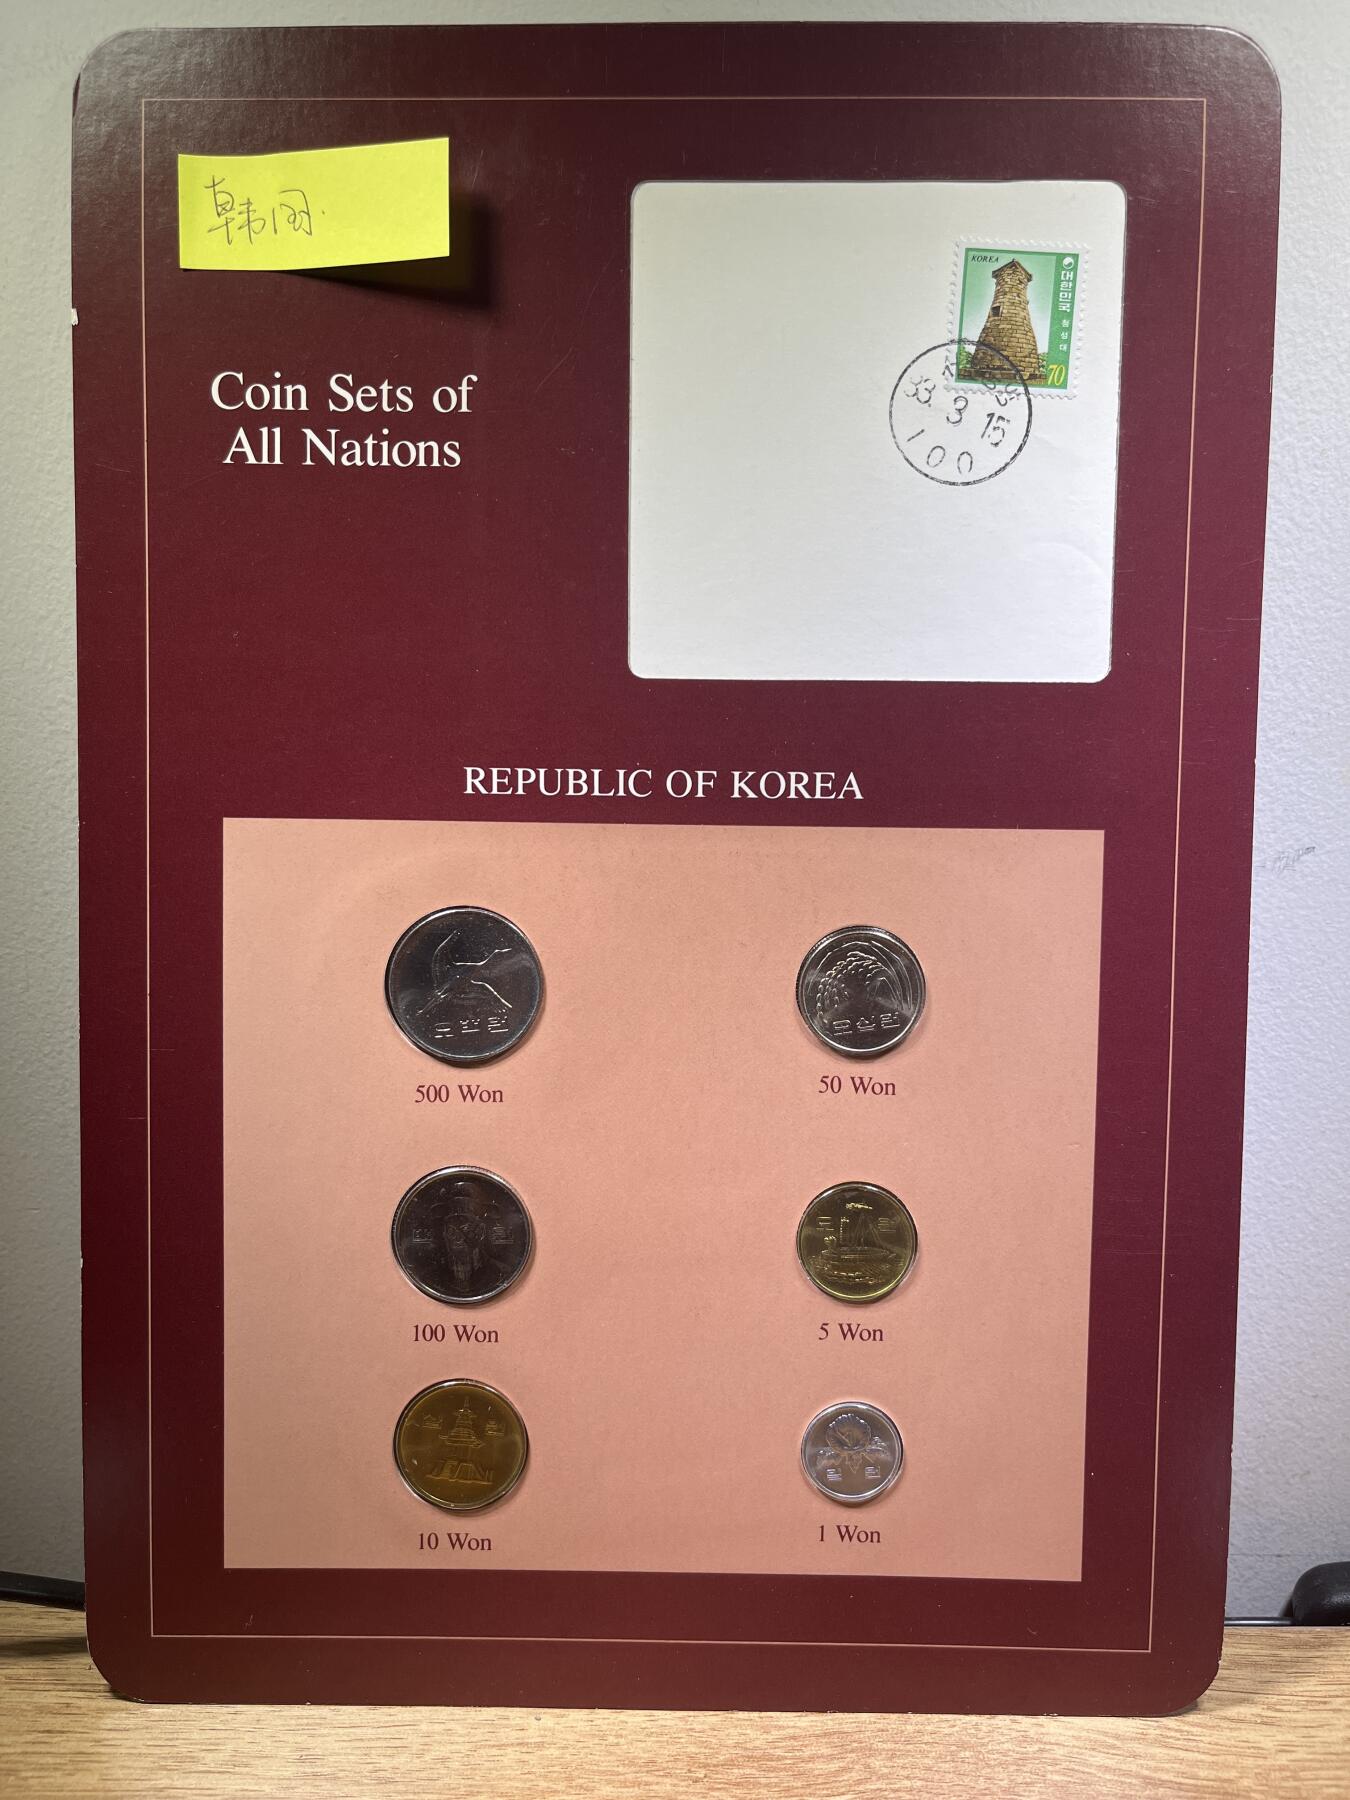 韩国.
Coin Sets of
All Nations
KOREA
대한민국
첨성대
70
83. 3. 15
100
REPUBLIC OF KOREA
오백원
500 Won
오십원
50 Won
백 원
100 Won
오 원
5 Won
십 원
10 Won
일 원
1 Won